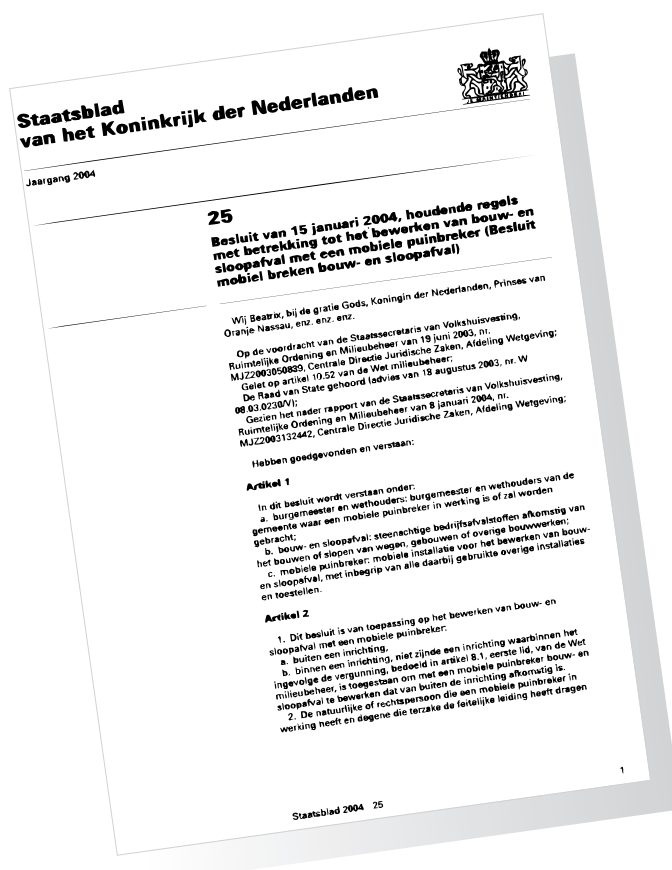 Staatsblad
van het Koninkrijk der Nederlanden
Jaargang 2004
25
Besluit van 15 januari 2004, houdende regels
met betrekking tot het bewerken van bouw- en
sloopafval met een mobiele puinbreker (Besluit
mobiel breken bouw- en sloopafval)
Wij Beatrix, bij de gratie Gods, Koningin der Nederlanden, Prinses van
Oranje Nassau, enz. enz. enz.
Op de voordracht van de Staatssecretaris van Volkshuisvesting,
Ruimtelijke Ordening en Milieubeheer van 19 juni 2003, nr.
MJZ2003050839, Centrale Directie Juridische Zaken, Afdeling Wetgeving;
Gelet op artikel 10.52 van de Wet milieubeheer;
De Raad van State gehoord (advies van 18 augustus 2003, nr. W
08.03.0230/V);
Gezien het nader rapport van de Staatssecretaris van Volkshuisvesting,
Ruimtelijke Ordening en Milieubeheer van 8 januari 2004, nr.
MJZ2003132442, Centrale Directie Juridische Zaken, Afdeling Wetgeving;
Hebben goedgevonden en verstaan:
Artikel 1
In dit besluit wordt verstaan onder:
a. burgemeester en wethouders: burgemeester en wethouders van de
gemeente waar een mobiele puinbreker in werking is of zal worden
gebracht;
b. bouw- en sloopafval: steenachtige bedrijfsafvalstoffen afkomstig van
het bouwen of slopen van wegen, gebouwen of overige bouwwerken;
c. mobiele puinbreker: mobiele installatie voor het bewerken van bouw-
en sloopafval, met inbegrip van alle daarbij gebruikte overige installaties
en toestellen.
Artikel 2
1. Dit besluit is van toepassing op het bewerken van bouw- en
sloopafval met een mobiele puinbreker:
a. buiten een inrichting,
b. binnen een inrichting, niet zijnde een inrichting waarbinnen het
ingevolge de vergunning, bedoeld in artikel 8.1, eerste lid, van de Wet
milieubeheer, is toegestaan om met een mobiele puinbreker bouw- en
sloopafval te bewerken dat van buiten de inrichting afkomstig is.
2. De natuurlijke of rechtspersoon die een mobiele puinbreker in
werking heeft en degene die terzake de feitelijke leiding heeft dragen
Staatsblad 2004 25
1